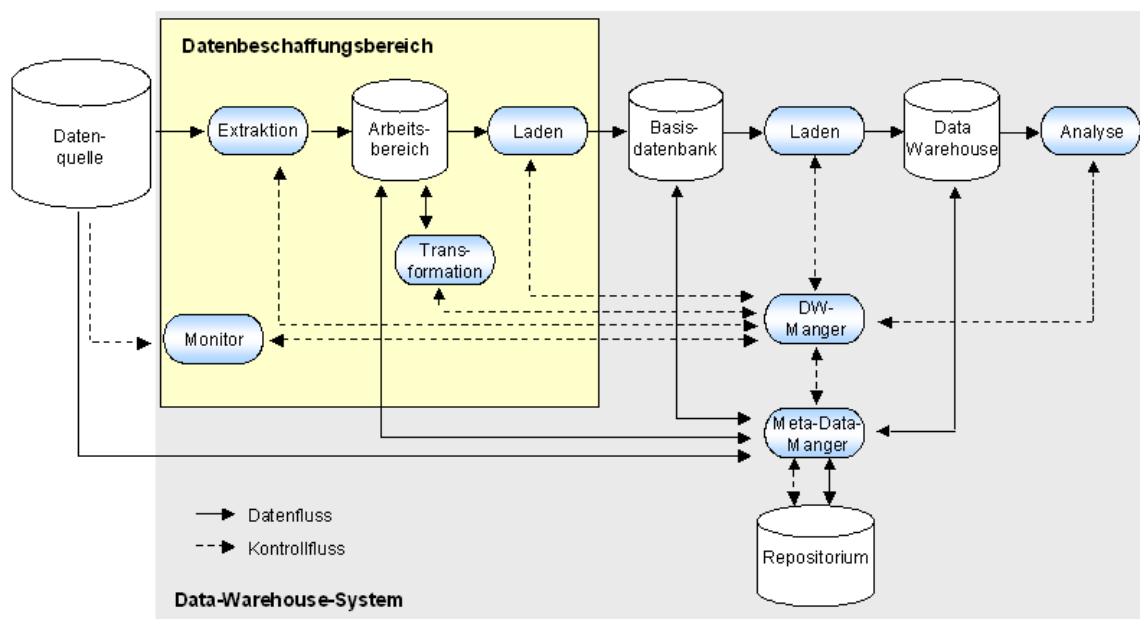 Datenbeschaffungsbereich
Daten-
quelle
Extraktion
Arbeits-
bereich
Laden
Basis-
datenbank
Laden
Data
Warehouse
Analyse
Trans-
formation
DW-
Manger
Monitor
Meta-Data-
Manger
Datenfluss
Kontrollfluss
Repositorium
Data-Warehouse-System